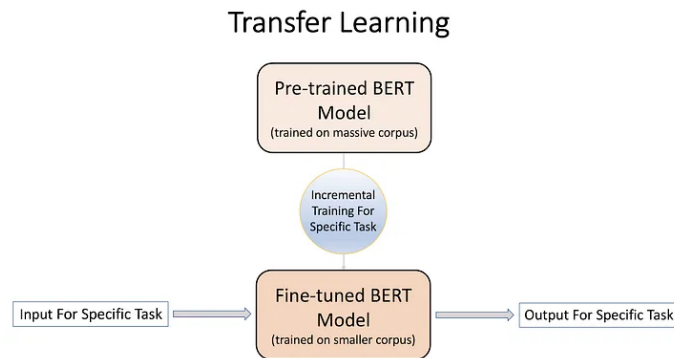 Transfer Learning
Pre-trained BERT
Model
(trained on massive corpus)
Incremental
Training For
Specific Task
Input For Specific Task
Fine-tuned BERT
Model
(trained on smaller corpus)
Output For Specific Task